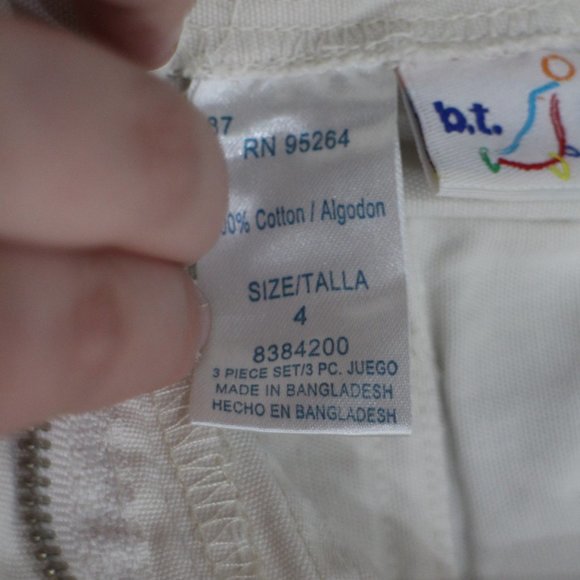 37
RN 95264
00% Cotton / Algodon
SIZE/TALLA
4
8384200
3 PIECE SET/3 PC. JUEGO
MADE IN BANGLADESH
HECHO EN BANGLADESH
b.t.